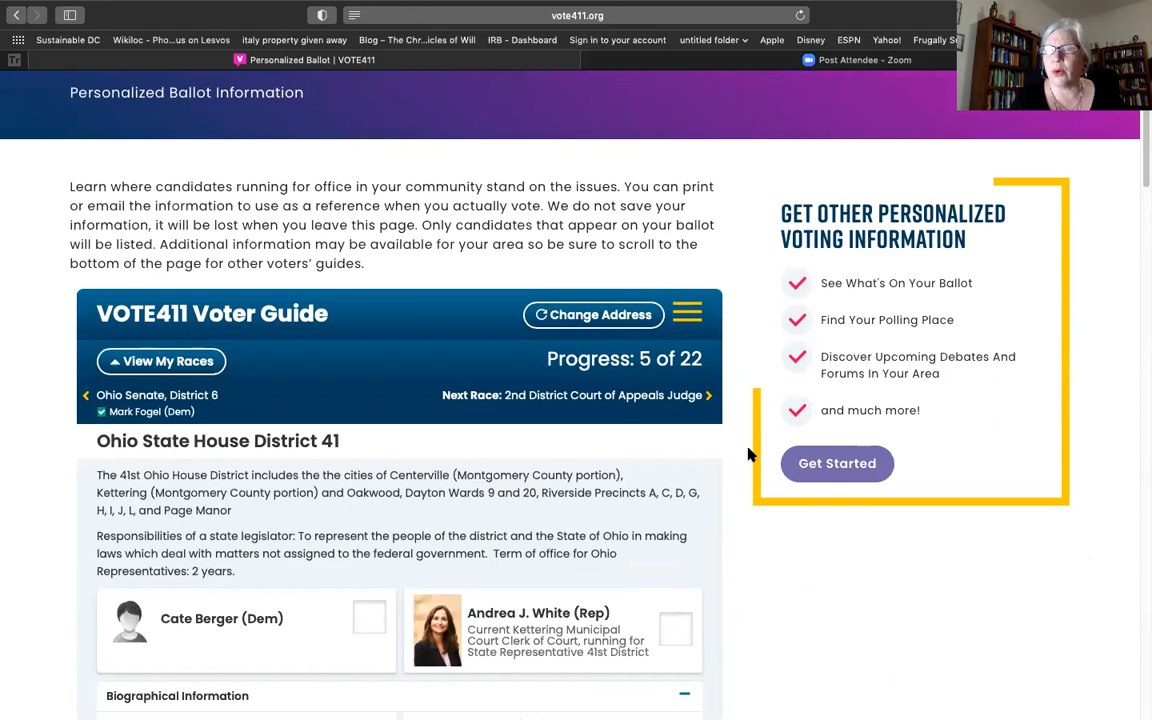 vote411.org
Sustainable DC
Wikiloc - Pho...us on Lesvos
italy property given away
Blog – The Chr...icles of Will
IRB - Dashboard
Sign in to your account
untitled folder
Apple
Disney
ESPN
Yahoo!
Frugally
Personalized Ballot | VOTE411
Post Attendee - Zoom
Personalized Ballot Information
Learn where candidates running for office in your community stand on the issues. You can print
or email the information to use as a reference when you actually vote. We do not save your
information, it will be lost when you leave this page. Only candidates that appear on your ballot
will be listed. Additional information may be available for your area so be sure to scroll to the
bottom of the page for other voters’ guides.
VOTE411 Voter Guide
Change Address
View My Races
Progress: 5 of 22
Ohio Senate, District 6
Mark Fogel (Dem)
Next Race: 2nd District Court of Appeals Judge
Ohio State House District 41
The 41st Ohio House District includes the the cities of Centerville (Montgomery County portion),
Kettering (Montgomery County portion) and Oakwood, Dayton Wards 9 and 20, Riverside Precincts A, C, D, G,
H, I, J, L, and Page Manor
Responsibilities of a state legislator: To represent the people of the district and the State of Ohio in making
laws which deal with matters not assigned to the federal government. Term of office for Ohio
Representatives: 2 years.
Cate Berger (Dem)
Andrea J. White (Rep)
Current Kettering Municipal
Court Clerk of Court, running for
State Representative 41st District
Biographical Information
GET OTHER PERSONALIZED
VOTING INFORMATION
See What's On Your Ballot
Find Your Polling Place
Discover Upcoming Debates And
Forums In Your Area
and much more!
Get Started